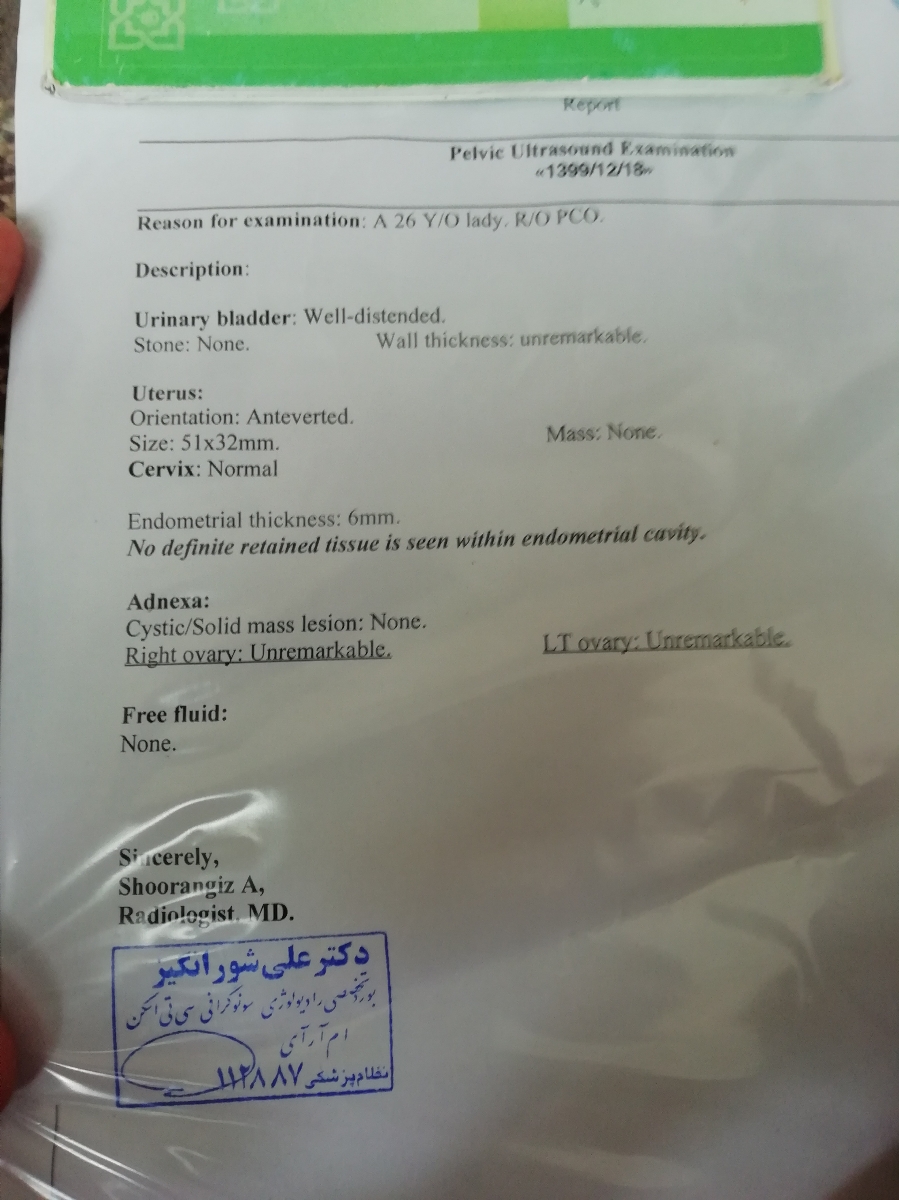 Report
Pelvic Ultrasound Examination
«1399/12/18»
Reason for examination: A 26 Y/O lady. R/O PCO.
Description:
Urinary bladder: Well-distended.
Stone: None. Wall thickness: unremarkable.
Uterus:
Orientation: Anteverted.
Size: 51x32mm. Mass: None.
Cervix: Normal
Endometrial thickness: 6mm.
No definite retained tissue is seen within endometrial cavity.
Adnexa:
Cystic/Solid mass lesion: None.
Right ovary: Unremarkable. LT ovary: Unremarkable.
Free fluid:
None.
Sincerely,
Shoorangiz A,
Radiologist, MD.
دکتر علی شورانگیز
بورد تخصصی رادیولوژی سونوگرافی سی تی اسکن
ام آر آی
نظام پزشکی ۱۱۲۸۸۷